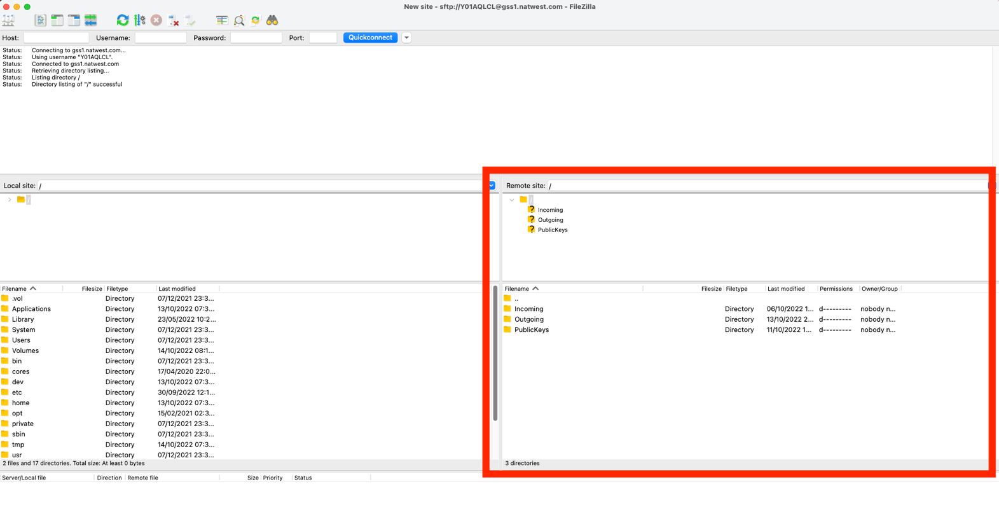 New site - sftp://Y01AQLCL@gss1.natwest.com - FileZilla
Host: Username: Password: Port: Quickconnect
Status: Connecting to gss1.natwest.com...
Status: Using username "Y01AQLCL".
Status: Connected to gss1.natwest.com
Status: Retrieving directory listing...
Status: Listing directory /
Status: Directory listing of "/" successful
Local site: /
/
Remote site: /
/
Incoming
Outgoing
PublicKeys
Filename Filesize Filetype Last modified
.vol Directory 07/12/2021 23:3...
Applications Directory 13/10/2022 07:3...
Library Directory 23/05/2022 10:2...
System Directory 07/12/2021 23:3...
Users Directory 07/12/2021 23:3...
Volumes Directory 14/10/2022 08:1...
bin Directory 07/12/2021 23:3...
cores Directory 17/04/2020 22:0...
dev Directory 13/10/2022 07:3...
etc Directory 30/09/2022 12:1...
home Directory 13/10/2022 07:3...
opt Directory 15/02/2021 02:3...
private Directory 07/12/2021 23:3...
sbin Directory 07/12/2021 23:3...
tmp Directory 14/10/2022 07:3...
usr Directory 07/12/2021 23:3...
2 files and 17 directories. Total size: At least 0 bytes
Filename Filesize Filetype Last modified Permissions Owner/Group
..
Incoming Directory 06/10/2022 1... d--------- nobody n...
Outgoing Directory 13/10/2022 2... d--------- nobody n...
PublicKeys Directory 11/10/2022 1... d--------- nobody n...
3 directories
Server/Local file Direction Remote file Size Priority Status